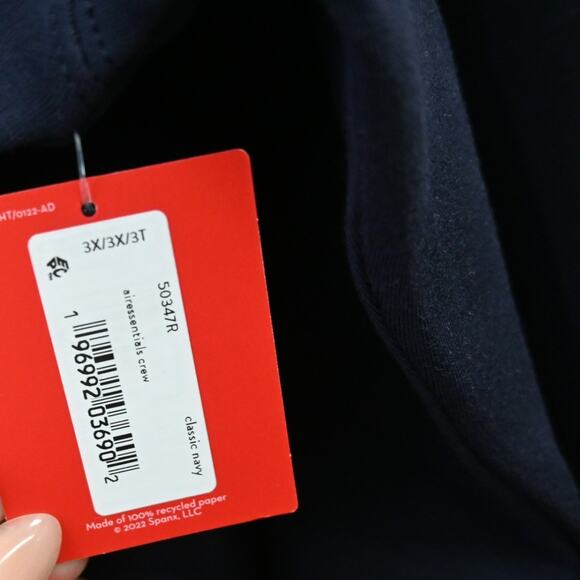 HT/0122-AD
3X/3X/3T
50347R
airessentials crew
classic navy
1 96992 03690 2
Made of 100% recycled paper
© 2022 Spanx, LLC